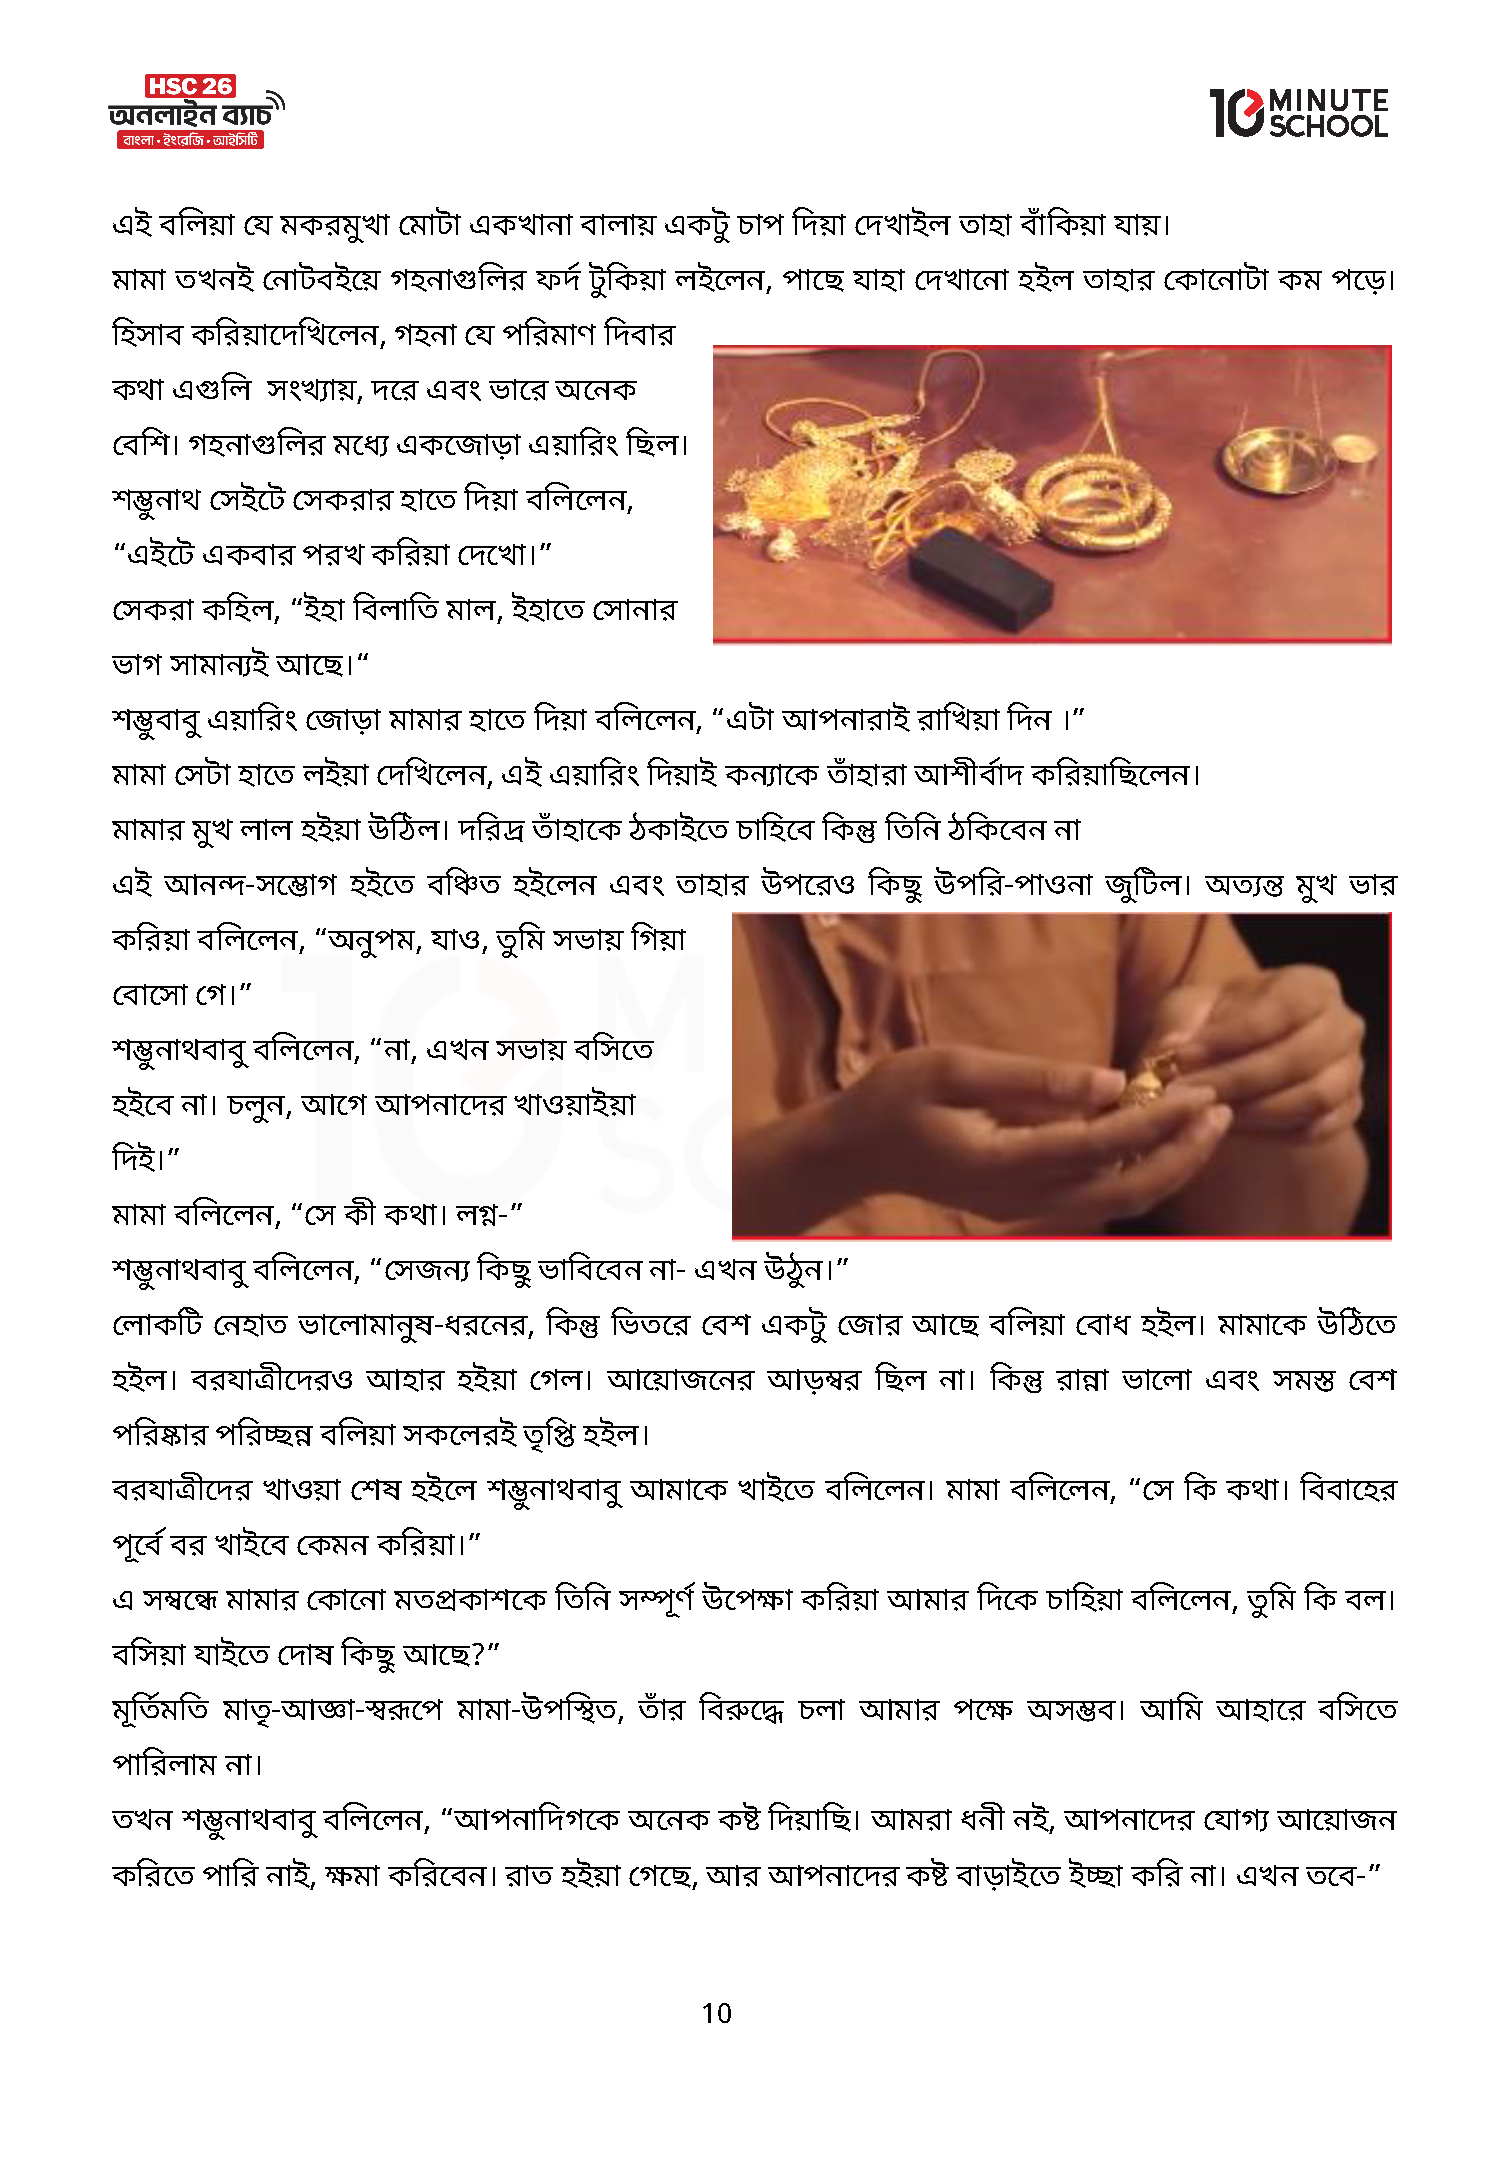 HSC 26
অনলাইন ব্যাচ
বাংলা • ইংরেজি • আইসিটি
10 MINUTE SCHOOL
এই বলিয়া যে মকরমুখা মোটা একখানা বালায় একটু চাপ দিয়া দেখাইল তাহা বাঁকিয়া যায়।
মামা তখনই নোটবইয়ে গহনাগুলির ফর্দ টুকিয়া লইলেন, পাছে যাহা দেখানো হইল তাহার কোনোটা কম পড়ে।
হিসাব করিয়াদেখিলেন, গহনা যে পরিমাণ দিবার
কথা এগুলি সংখ্যায়, দরে এবং ভারে অনেক
বেশি। গহনাগুলির মধ্যে একজোড়া এয়ারিং ছিল।
শম্ভুনাথ সেইটে সেকরার হাতে দিয়া বলিলেন,
“এইটে একবার পরখ করিয়া দেখো।”
সেকরা কহিল, “ইহা বিলাতি মাল, ইহাতে সোনার
ভাগ সামান্যই আছে।“
শম্ভুবাবু এয়ারিং জোড়া মামার হাতে দিয়া বলিলেন, “এটা আপনারাই রাখিয়া দিন ।”
মামা সেটা হাতে লইয়া দেখিলেন, এই এয়ারিং দিয়াই কন্যাকে তাঁহারা আশীর্বাদ করিয়াছিলেন।
মামার মুখ লাল হইয়া উঠিল। দরিদ্র তাঁহাকে ঠকাইতে চাহিবে কিন্তু তিনি ঠকিবেন না
এই আনন্দ-সম্ভোগ হইতে বঞ্চিত হইলেন এবং তাহার উপরেও কিছু উপরি-পাওনা জুটিল। অত্যন্ত মুখ ভার
করিয়া বলিলেন, “অনুপম, যাও, তুমি সভায় গিয়া
বোসো গে।”
শম্ভুনাথবাবু বলিলেন, “না, এখন সভায় বসিতে
হইবে না। চলুন, আগে আপনাদের খাওয়াইয়া
দিই।”
মামা বলিলেন, “সে কী কথা। লগ্ন-”
শম্ভুনাথবাবু বলিলেন, “সেজন্য কিছু ভাবিবেন না- এখন উঠুন।”
লোকটি নেহাত ভালোমানুষ-ধরনের, কিন্তু ভিতরে বেশ একটু জোর আছে বলিয়া বোধ হইল। মামাকে উঠিতে
হইল। বরযাত্রীদেরও আহার হইয়া গেল। আয়োজনের আড়ম্বর ছিল না। কিন্তু রান্না ভালো এবং সমস্ত বেশ
পরিষ্কার পরিচ্ছন্ন বলিয়া সকলেরই তৃপ্তি হইল।
বরযাত্রীদের খাওয়া শেষ হইলে শম্ভুনাথবাবু আমাকে খাইতে বলিলেন। মামা বলিলেন, “সে কি কথা। বিবাহের
পূর্বে বর খাইবে কেমন করিয়া।”
এ সম্বন্ধে মামার কোনো মতপ্রকাশকে তিনি সম্পূর্ণ উপেক্ষা করিয়া আমার দিকে চাহিয়া বলিলেন, তুমি কি বল।
বসিয়া যাইতে দোষ কিছু আছে?”
মূর্তিমতি মাতৃ-আজ্ঞা-স্বরূপে মামা-উপস্থিত, তাঁর বিরুদ্ধে চলা আমার পক্ষে অসম্ভব। আমি আহারে বসিতে
পারিলাম না।
তখন শম্ভুনাথবাবু বলিলেন, “আপনাদিগকে অনেক কষ্ট দিয়াছি। আমরা ধনী নই, আপনাদের যোগ্য আয়োজন
করিতে পারি নাই, ক্ষমা করিবেন। রাত হইয়া গেছে, আর আপনাদের কষ্ট বাড়াইতে ইচ্ছা করি না। এখন তবে-”
10